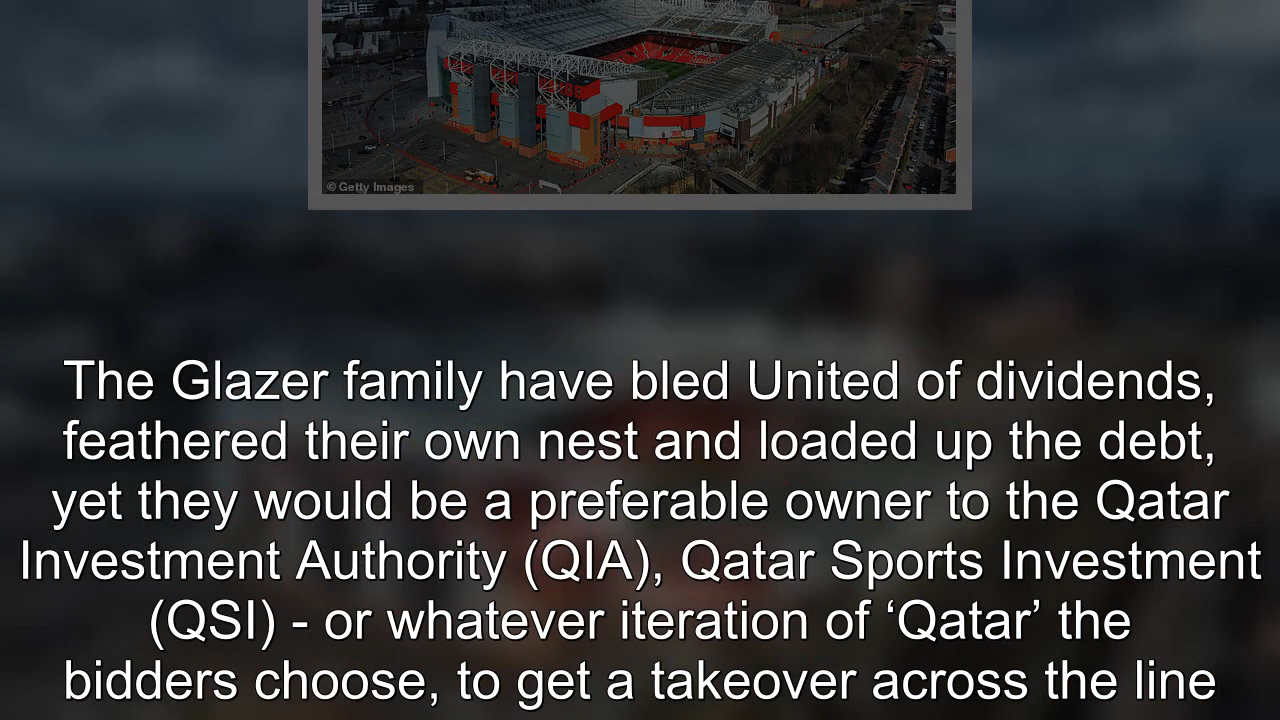 adidas
© Getty Images
The Glazer family have bled United of dividends,
feathered their own nest and loaded up the debt,
yet they would be a preferable owner to the Qatar
Investment Authority (QIA), Qatar Sports Investment
(QSI) - or whatever iteration of ‘Qatar’ the
bidders choose, to get a takeover across the line